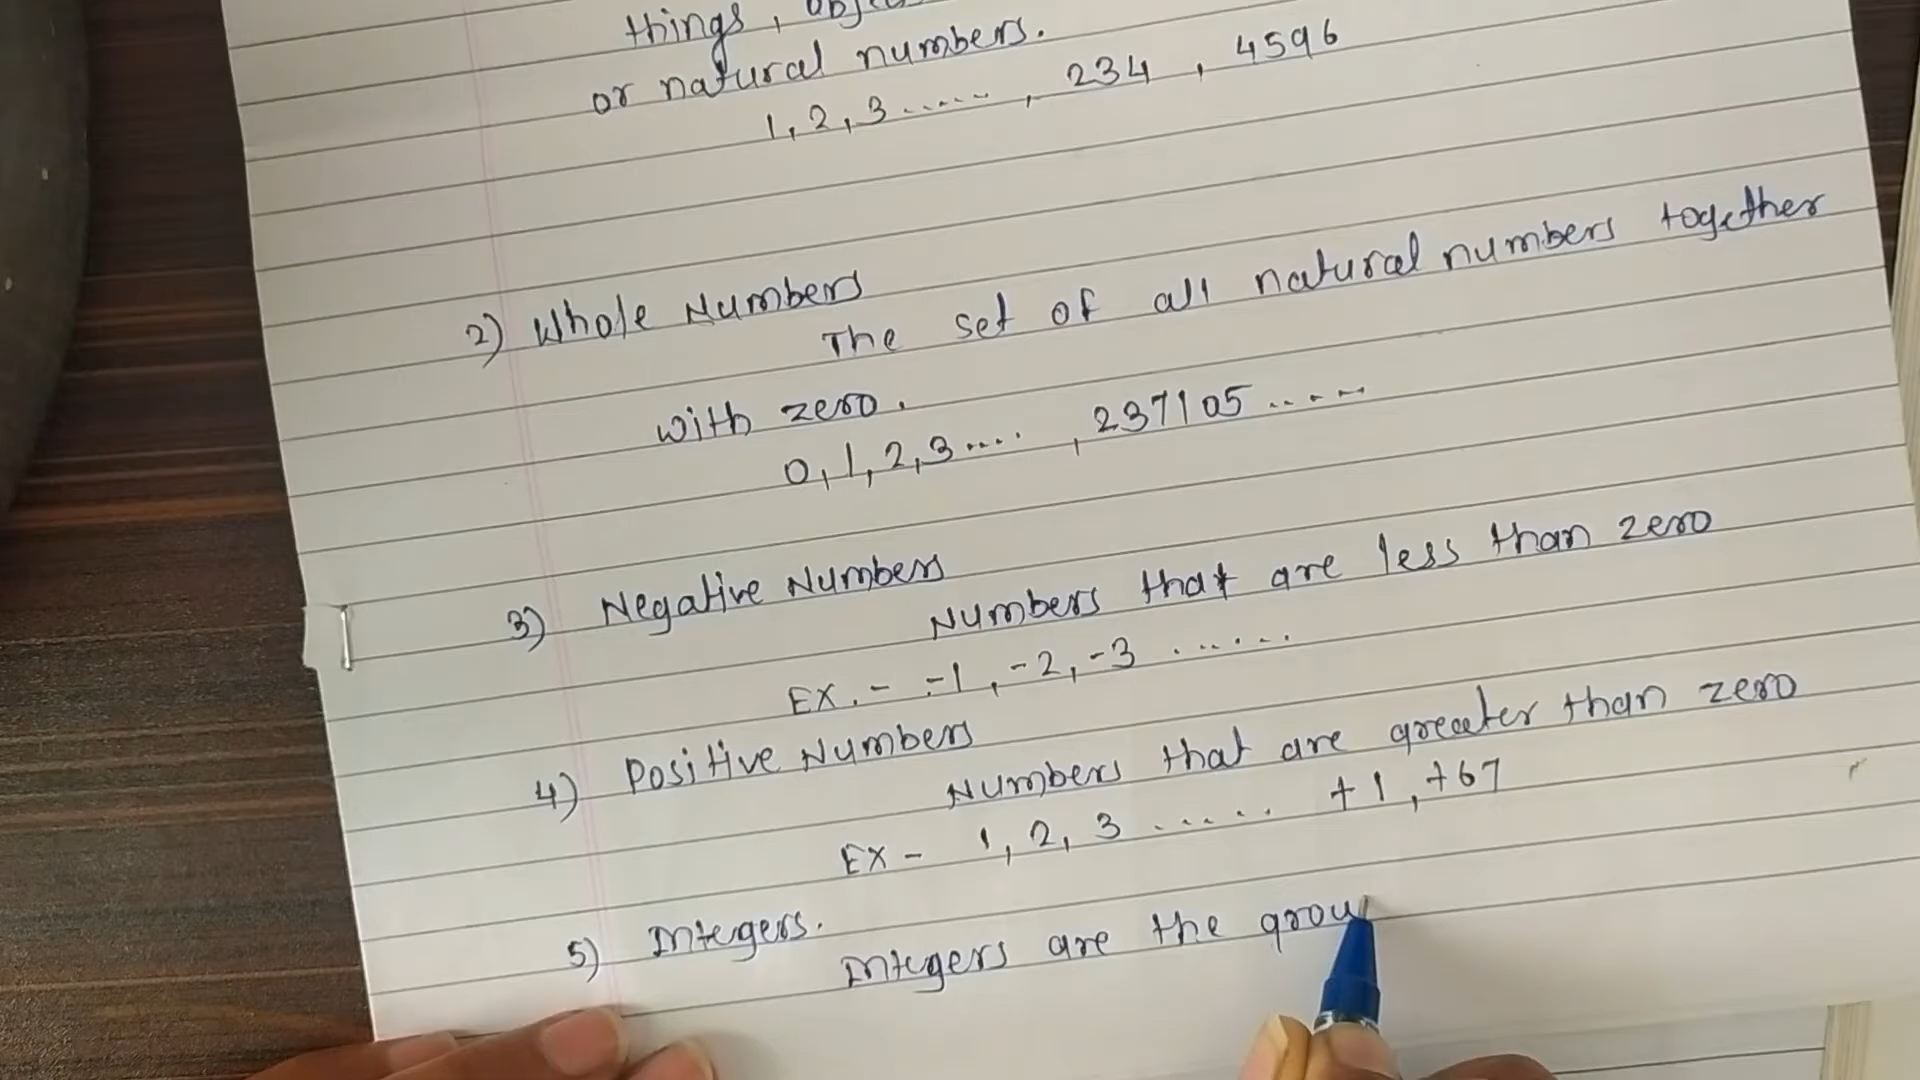 things,
or natural numbers.
1, 2, 3 ....., 234, 4596
2) Whole Numbers
The set of all natural numbers together
with zero.
0, 1, 2, 3 ...., 237105 .....
3) Negative Numbers
Numbers that are less than zero
EX. - -1, -2, -3 ......
4) Positive Numbers
Numbers that are greater than zero
EX - 1, 2, 3 ...... +1, +67
5) Integers.
Integers are the grou